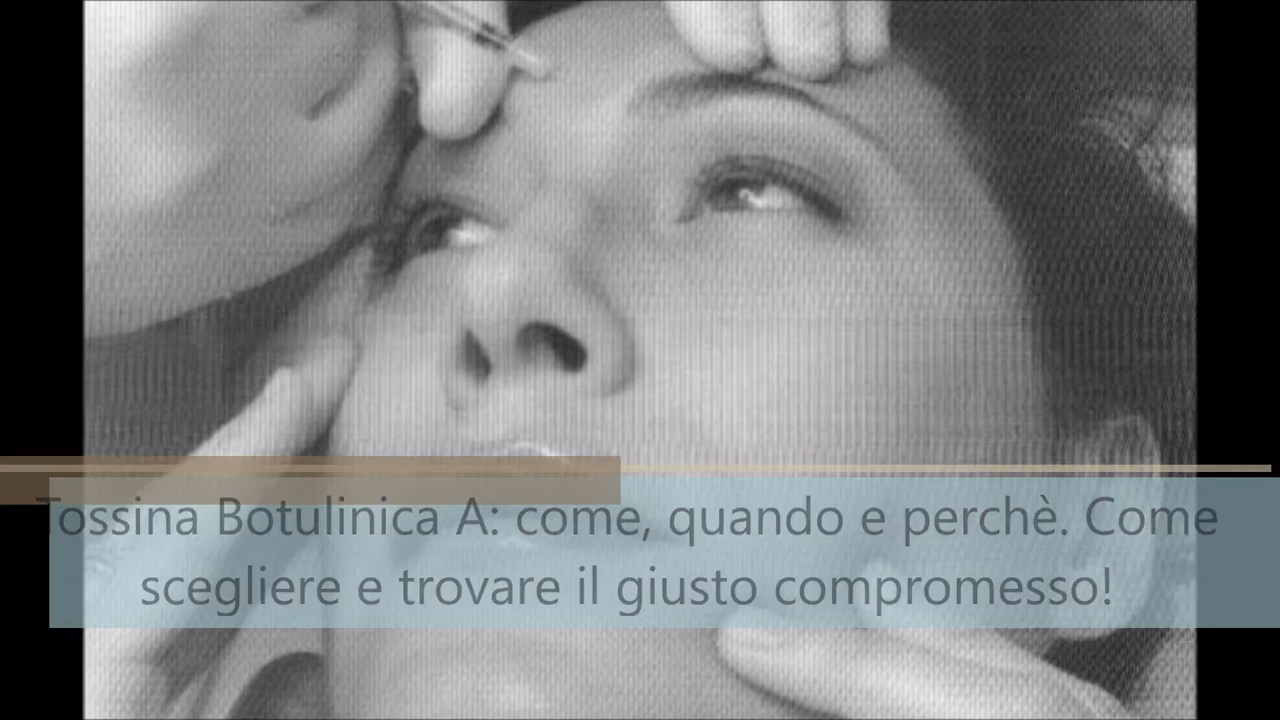 Tossina Botulinica A: come, quando e perchè. Come
scegliere e trovare il giusto compromesso!